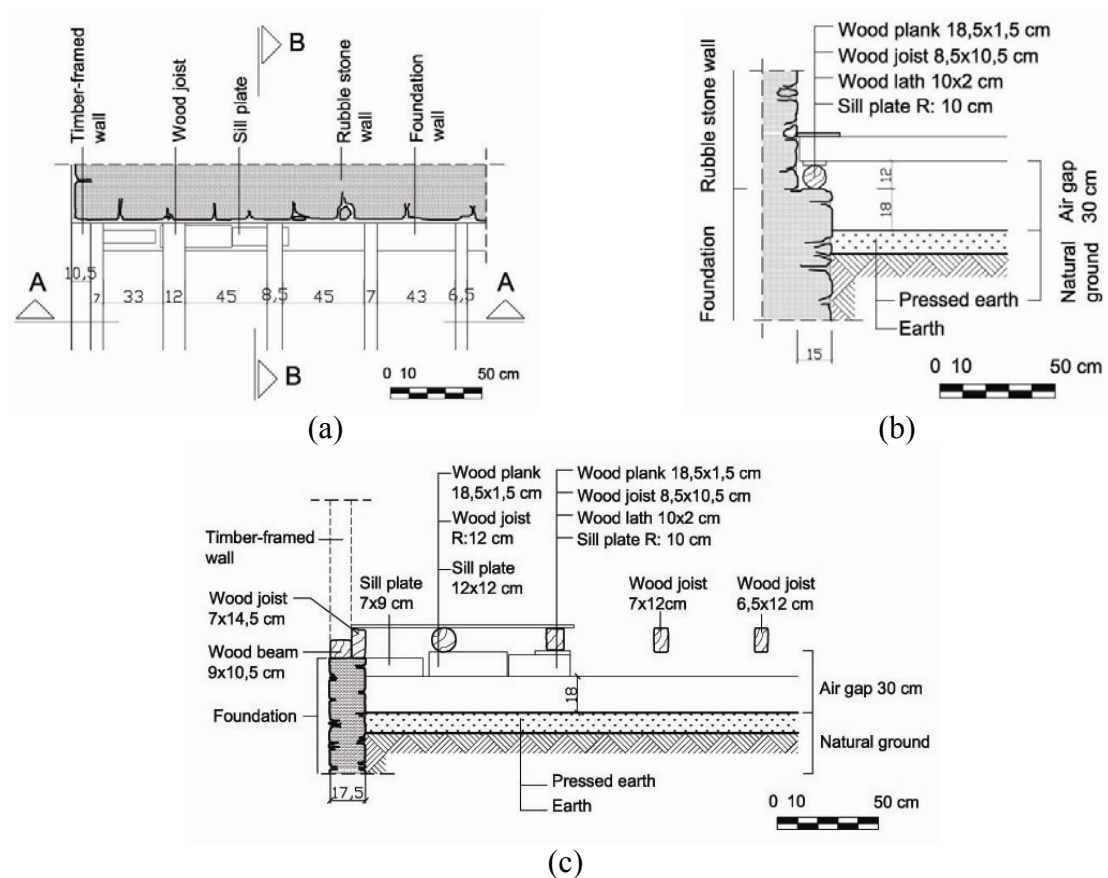 B
Timber-framed
wall
Wood joist
Sill plate
Rubble stone
wall
Foundation
wall
A
10,5
7
33
12
45
8,5
45
7
43
6,5
A
B
0 10 50 cm
(a)
Wood plank 18,5x1,5 cm
Wood joist 8,5x10,5 cm
Wood lath 10x2 cm
Sill plate R: 10 cm
Rubble stone wall
Foundation
12
18
Air gap
30 cm
Natural
ground
Pressed earth
Earth
15
0 10 50 cm
(b)
Wood plank
18,5x1,5 cm
Wood joist
R:12 cm
Sill plate
12x12 cm
Wood plank 18,5x1,5 cm
Wood joist 8,5x10,5 cm
Wood lath 10x2 cm
Sill plate R: 10 cm
Timber-framed
wall
Sill plate
7x9 cm
Wood joist
7x14,5 cm
Wood beam
9x10,5 cm
Wood joist
7x12cm
Wood joist
6,5x12 cm
Foundation
18
Air gap 30 cm
Natural ground
Pressed earth
Earth
17,5
0 10 50 cm
(c)